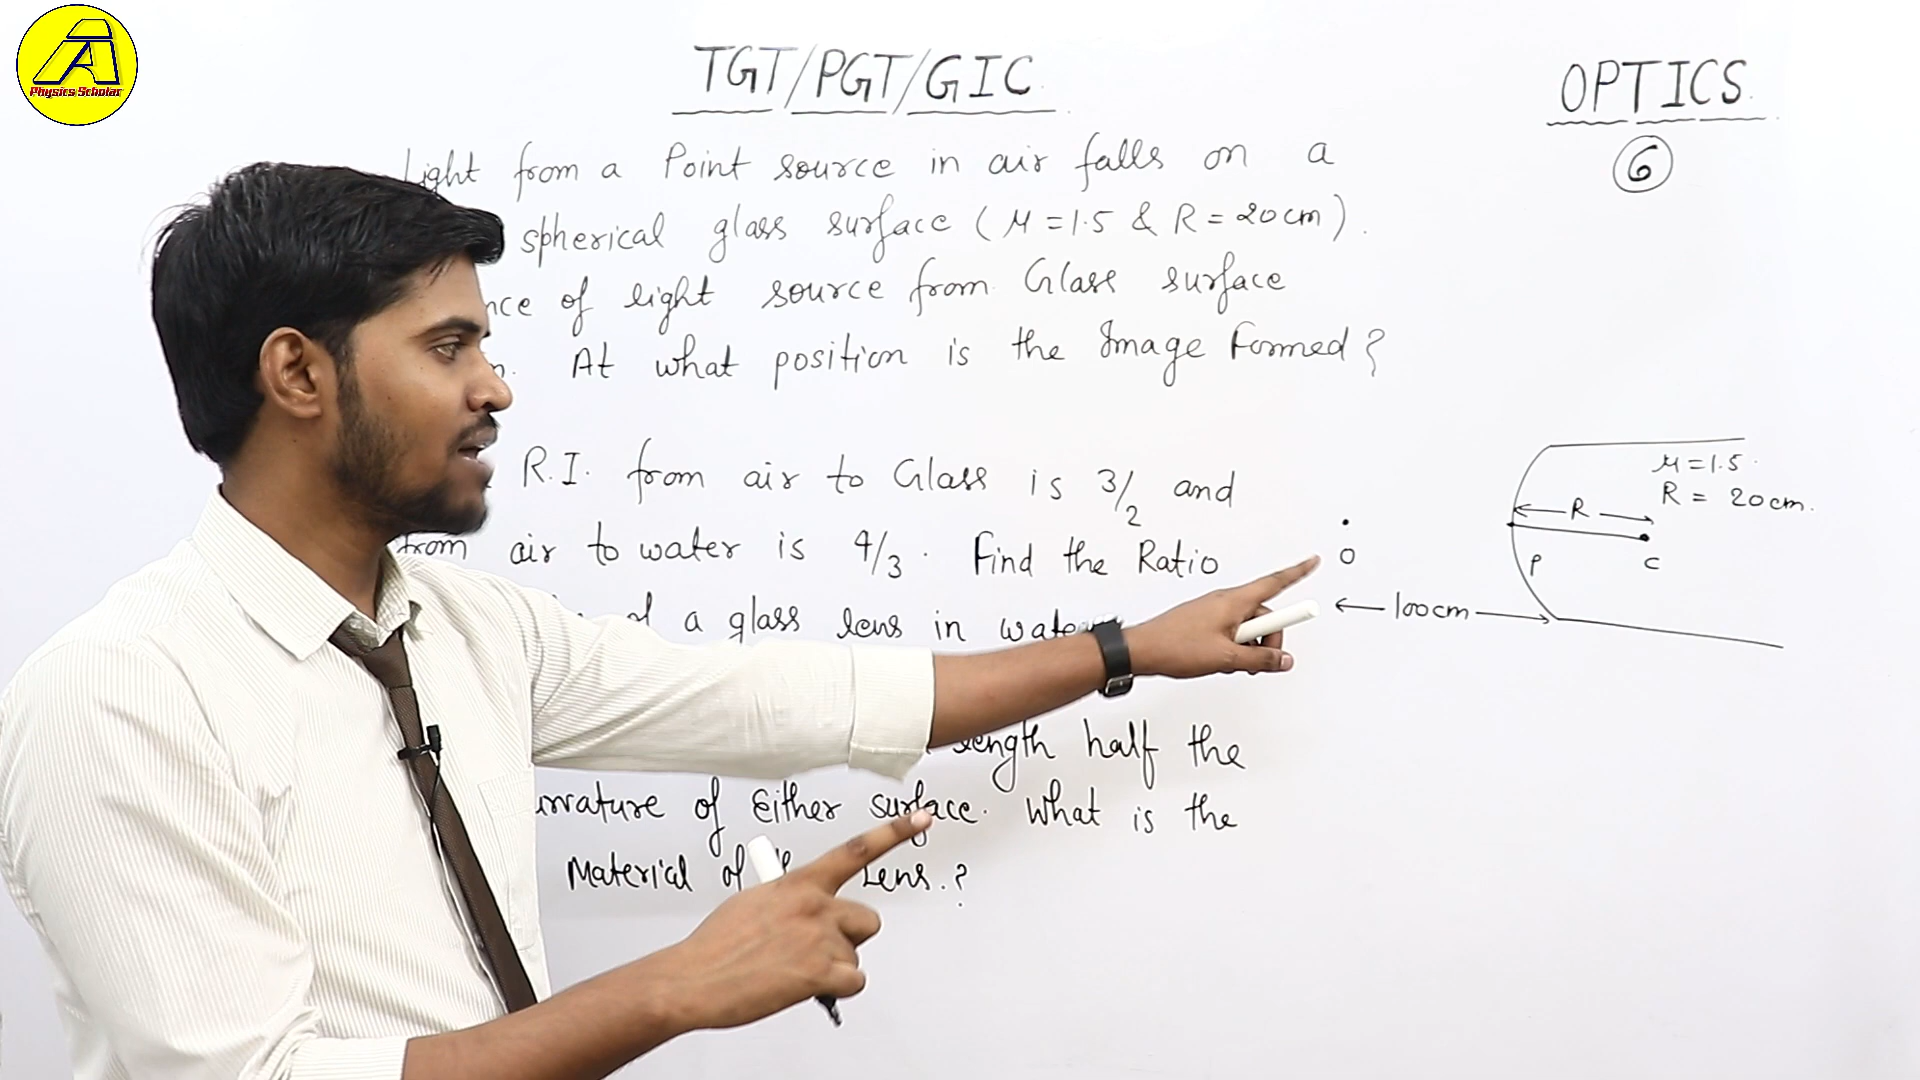 A
Physics Scholar
TGT/PGT/GIC
OPTICS
6
Light from a Point source in air falls on a
spherical glass surface (μ=1.5 & R=20cm).
of light source from Glass surface
At what position is the Image Formed?
R.I. from air to Glass is 3/2 and
from air to water is 4/3. Find the Ratio
of a glass lens in water
length half the
of Either surface. What is the
Material of Lens.?
μ=1.5
R = 20cm.
R
O
P
C
100cm